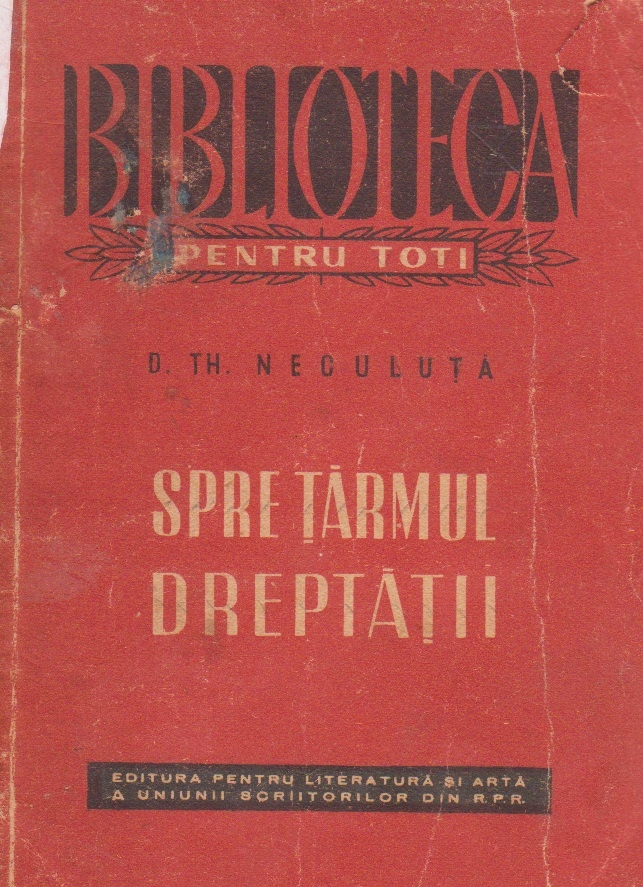 BIBLIOTECA
PENTRU TOȚI
D. TH. NECULUȚĂ
SPRE ȚĂRMUL
DREPTĂȚII
EDITURA PENTRU LITERATURĂ ȘI ARTĂ
A UNIUNII SCRIITORILOR DIN R.P.R.